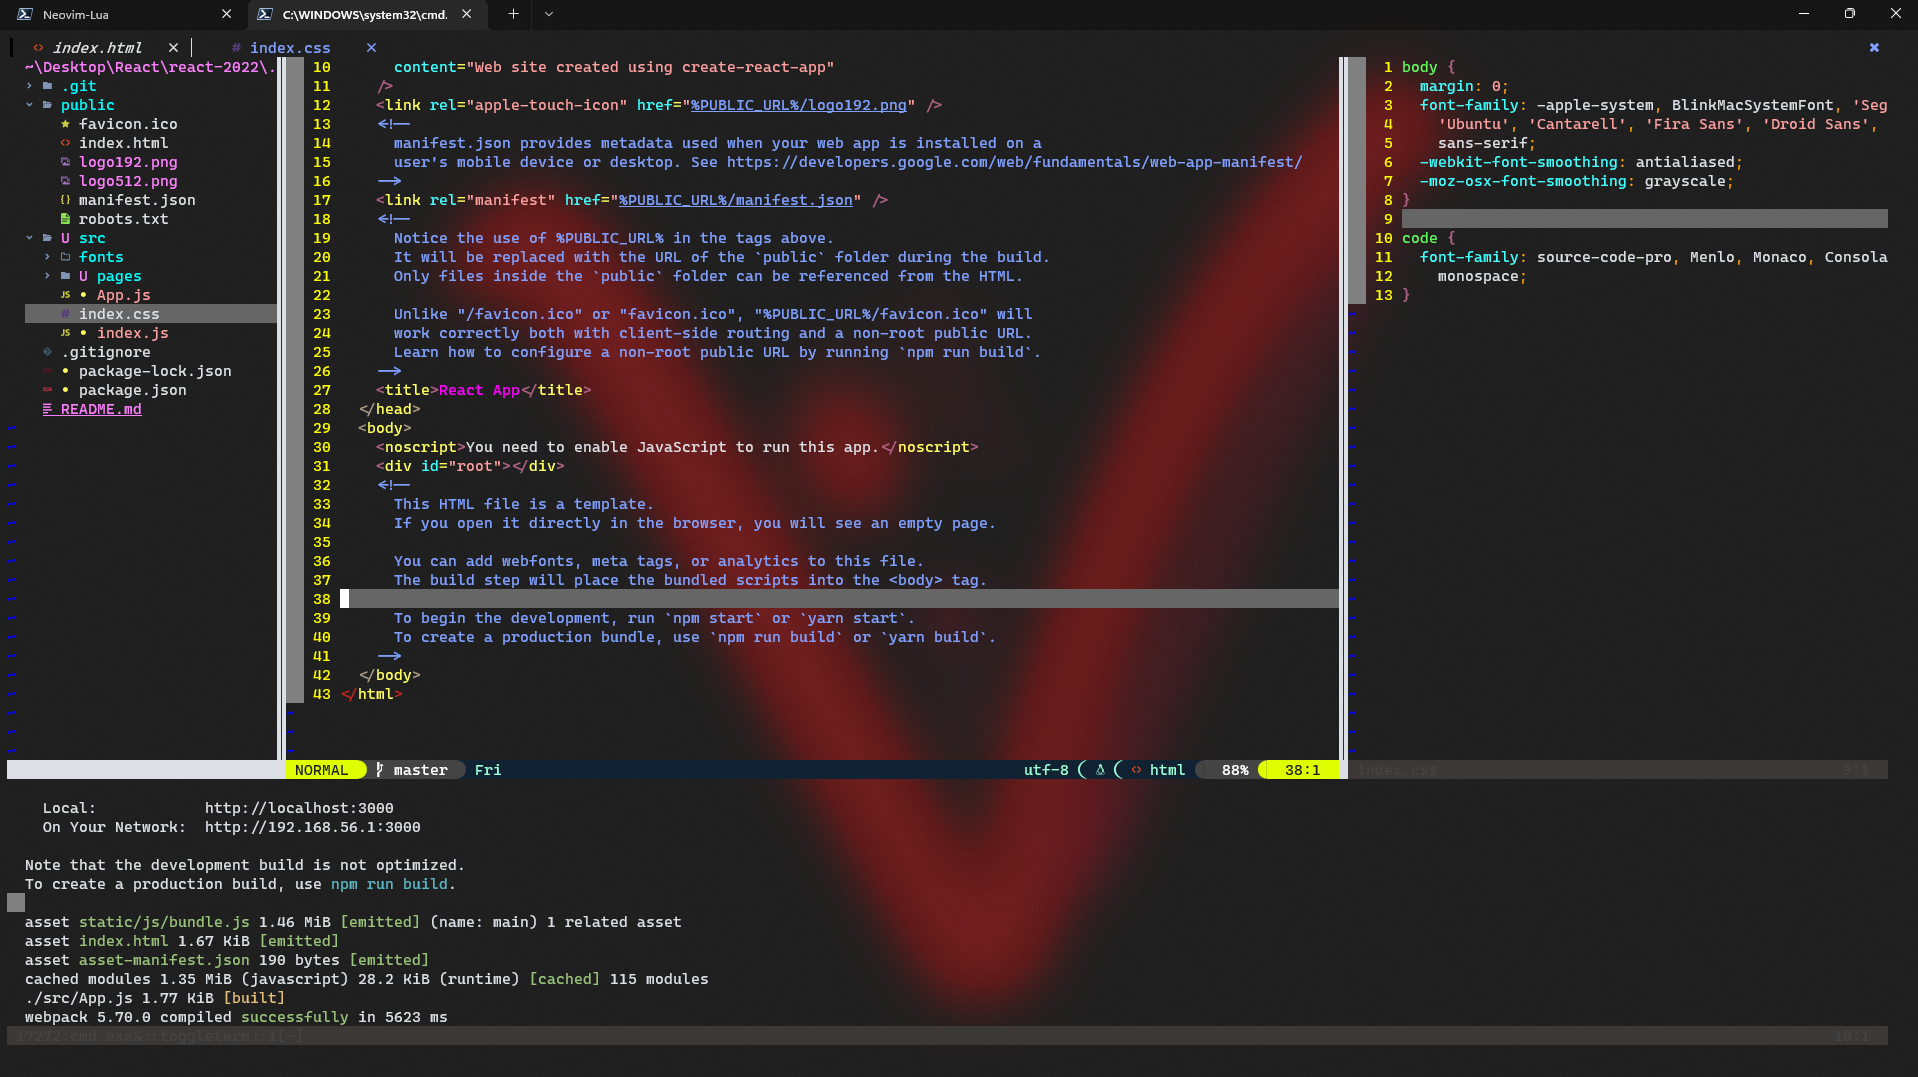 Neovim-Lua
C:\WINDOWS\system32\cmd.
index.html
index.css
~\Desktop\React\react-2022\.
.git
public
favicon.ico
index.html
logo192.png
logo512.png
manifest.json
robots.txt
U src
fonts
U pages
JS App.js
# index.css
JS index.js
.gitignore
package-lock.json
package.json
README.md
10 content="Web site created using create-react-app"
11 />
12 <link rel="apple-touch-icon" href="%PUBLIC_URL%/logo192.png" />
13 <!--
14 manifest.json provides metadata used when your web app is installed on a
15 user's mobile device or desktop. See https://developers.google.com/web/fundamentals/web-app-manifest/
16 -->
17 <link rel="manifest" href="%PUBLIC_URL%/manifest.json" />
18 <!--
19 Notice the use of %PUBLIC_URL% in the tags above.
20 It will be replaced with the URL of the `public` folder during the build.
21 Only files inside the `public` folder can be referenced from the HTML.
22
23 Unlike "/favicon.ico" or "favicon.ico", "%PUBLIC_URL%/favicon.ico" will
24 work correctly both with client-side routing and a non-root public URL.
25 Learn how to configure a non-root public URL by running `npm run build`.
26 -->
27 <title>React App</title>
28 </head>
29 <body>
30 <noscript>You need to enable JavaScript to run this app.</noscript>
31 <div id="root"></div>
32 <!--
33 This HTML file is a template.
34 If you open it directly in the browser, you will see an empty page.
35
36 You can add webfonts, meta tags, or analytics to this file.
37 The build step will place the bundled scripts into the <body> tag.
38
39 To begin the development, run `npm start` or `yarn start`.
40 To create a production bundle, use `npm run build` or `yarn build`.
41 -->
42 </body>
43 </html>
1 body {
2 margin: 0;
3 font-family: -apple-system, BlinkMacSystemFont, 'Seg
4 'Ubuntu', 'Cantarell', 'Fira Sans', 'Droid Sans',
5 sans-serif;
6 -webkit-font-smoothing: antialiased;
7 -moz-osx-font-smoothing: grayscale;
8 }
9
10 code {
11 font-family: source-code-pro, Menlo, Monaco, Consola
12 monospace;
13 }
NORMAL master Fri utf-8 html 88% 38:1
index.css 9:1
Local: http://localhost:3000
On Your Network: http://192.168.56.1:3000
Note that the development build is not optimized.
To create a production build, use npm run build.
asset static/js/bundle.js 1.46 MiB [emitted] (name: main) 1 related asset
asset index.html 1.67 KiB [emitted]
asset asset-manifest.json 190 bytes [emitted]
cached modules 1.35 MiB (javascript) 28.2 KiB (runtime) [cached] 115 modules
./src/App.js 1.77 KiB [built]
webpack 5.70.0 compiled successfully in 5623 ms
17272:cmd.exe&::toggleterm::1[-] 10:1